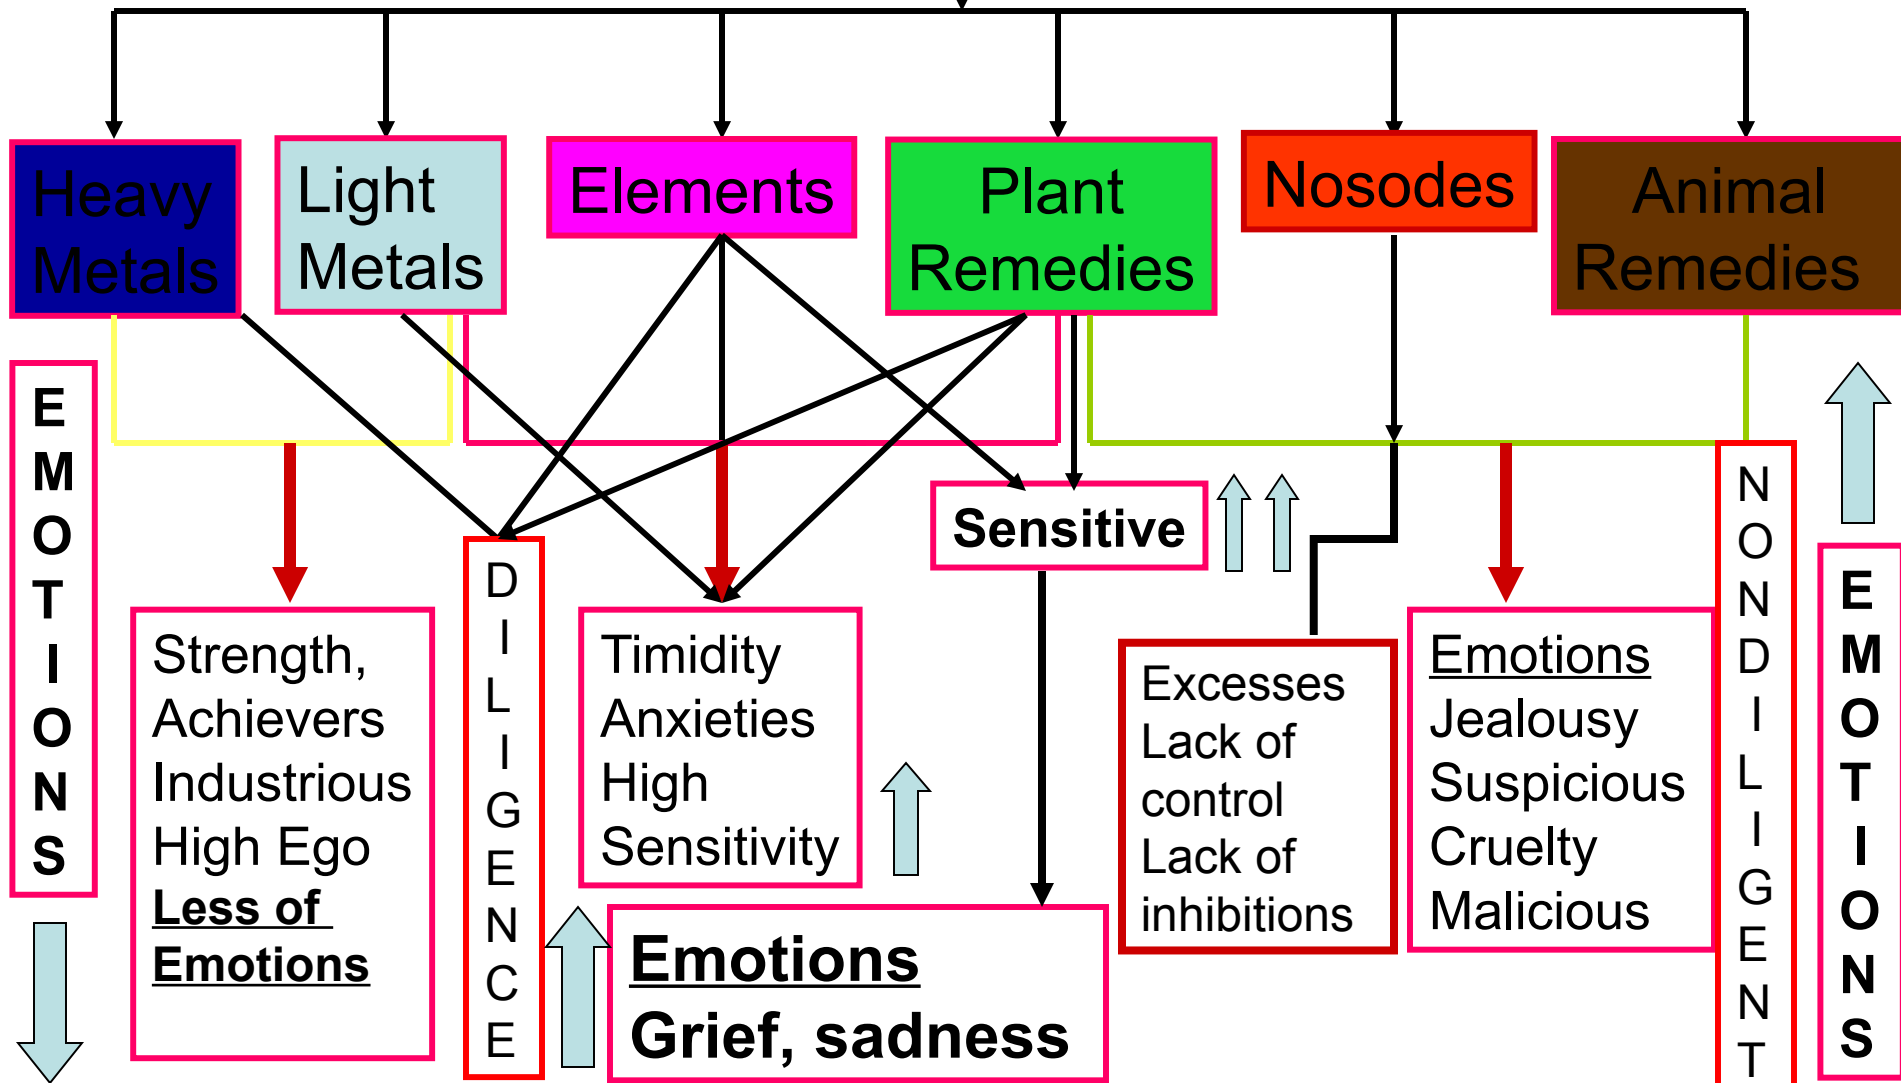 Heavy
Metals
Light
Metals
Elements
Plant
Remedies
Nosodes
Animal
Remedies
E
M
O
T
I
O
N
S
Strength,
Achievers
Industrious
High Ego
Less of
Emotions
D
I
L
I
G
E
N
C
E
Timidity
Anxieties
High
Sensitivity
Sensitive
Emotions
Grief, sadness
Excesses
Lack of
control
Lack of
inhibitions
Emotions
Jealousy
Suspicious
Cruelty
Malicious
N
O
N
D
I
L
I
G
E
N
T
E
M
O
T
I
O
N
S